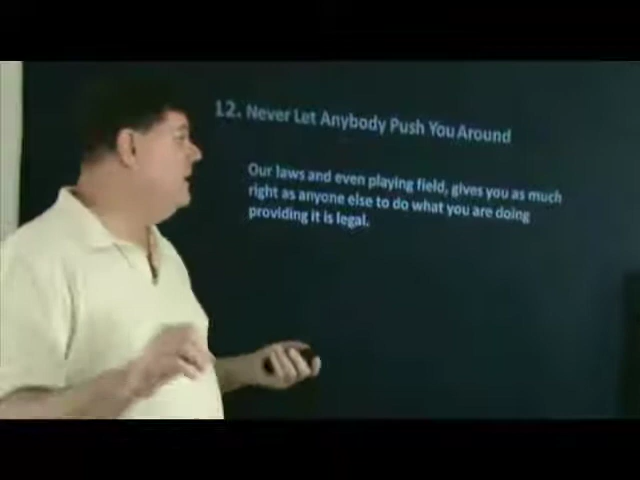 12. Never Let Anybody Push You Around
Our laws and even playing field, gives you as much
right as anyone else to do what you are doing
providing it is legal.